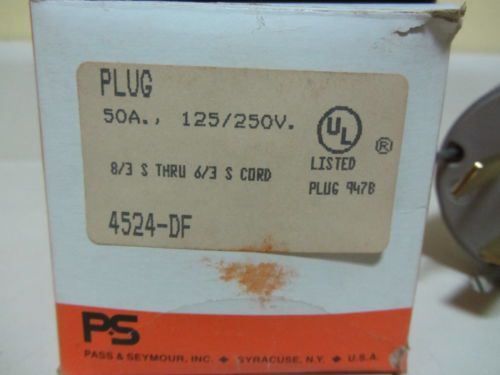 PLUG
50A., 125/250V.
UL
®
8/3 S THRU 6/3 S CORD
LISTED
PLUG 947B
4524-DF
P&S
PASS & SEYMOUR, INC. ◆ SYRACUSE, N.Y. ◆ U.S.A.